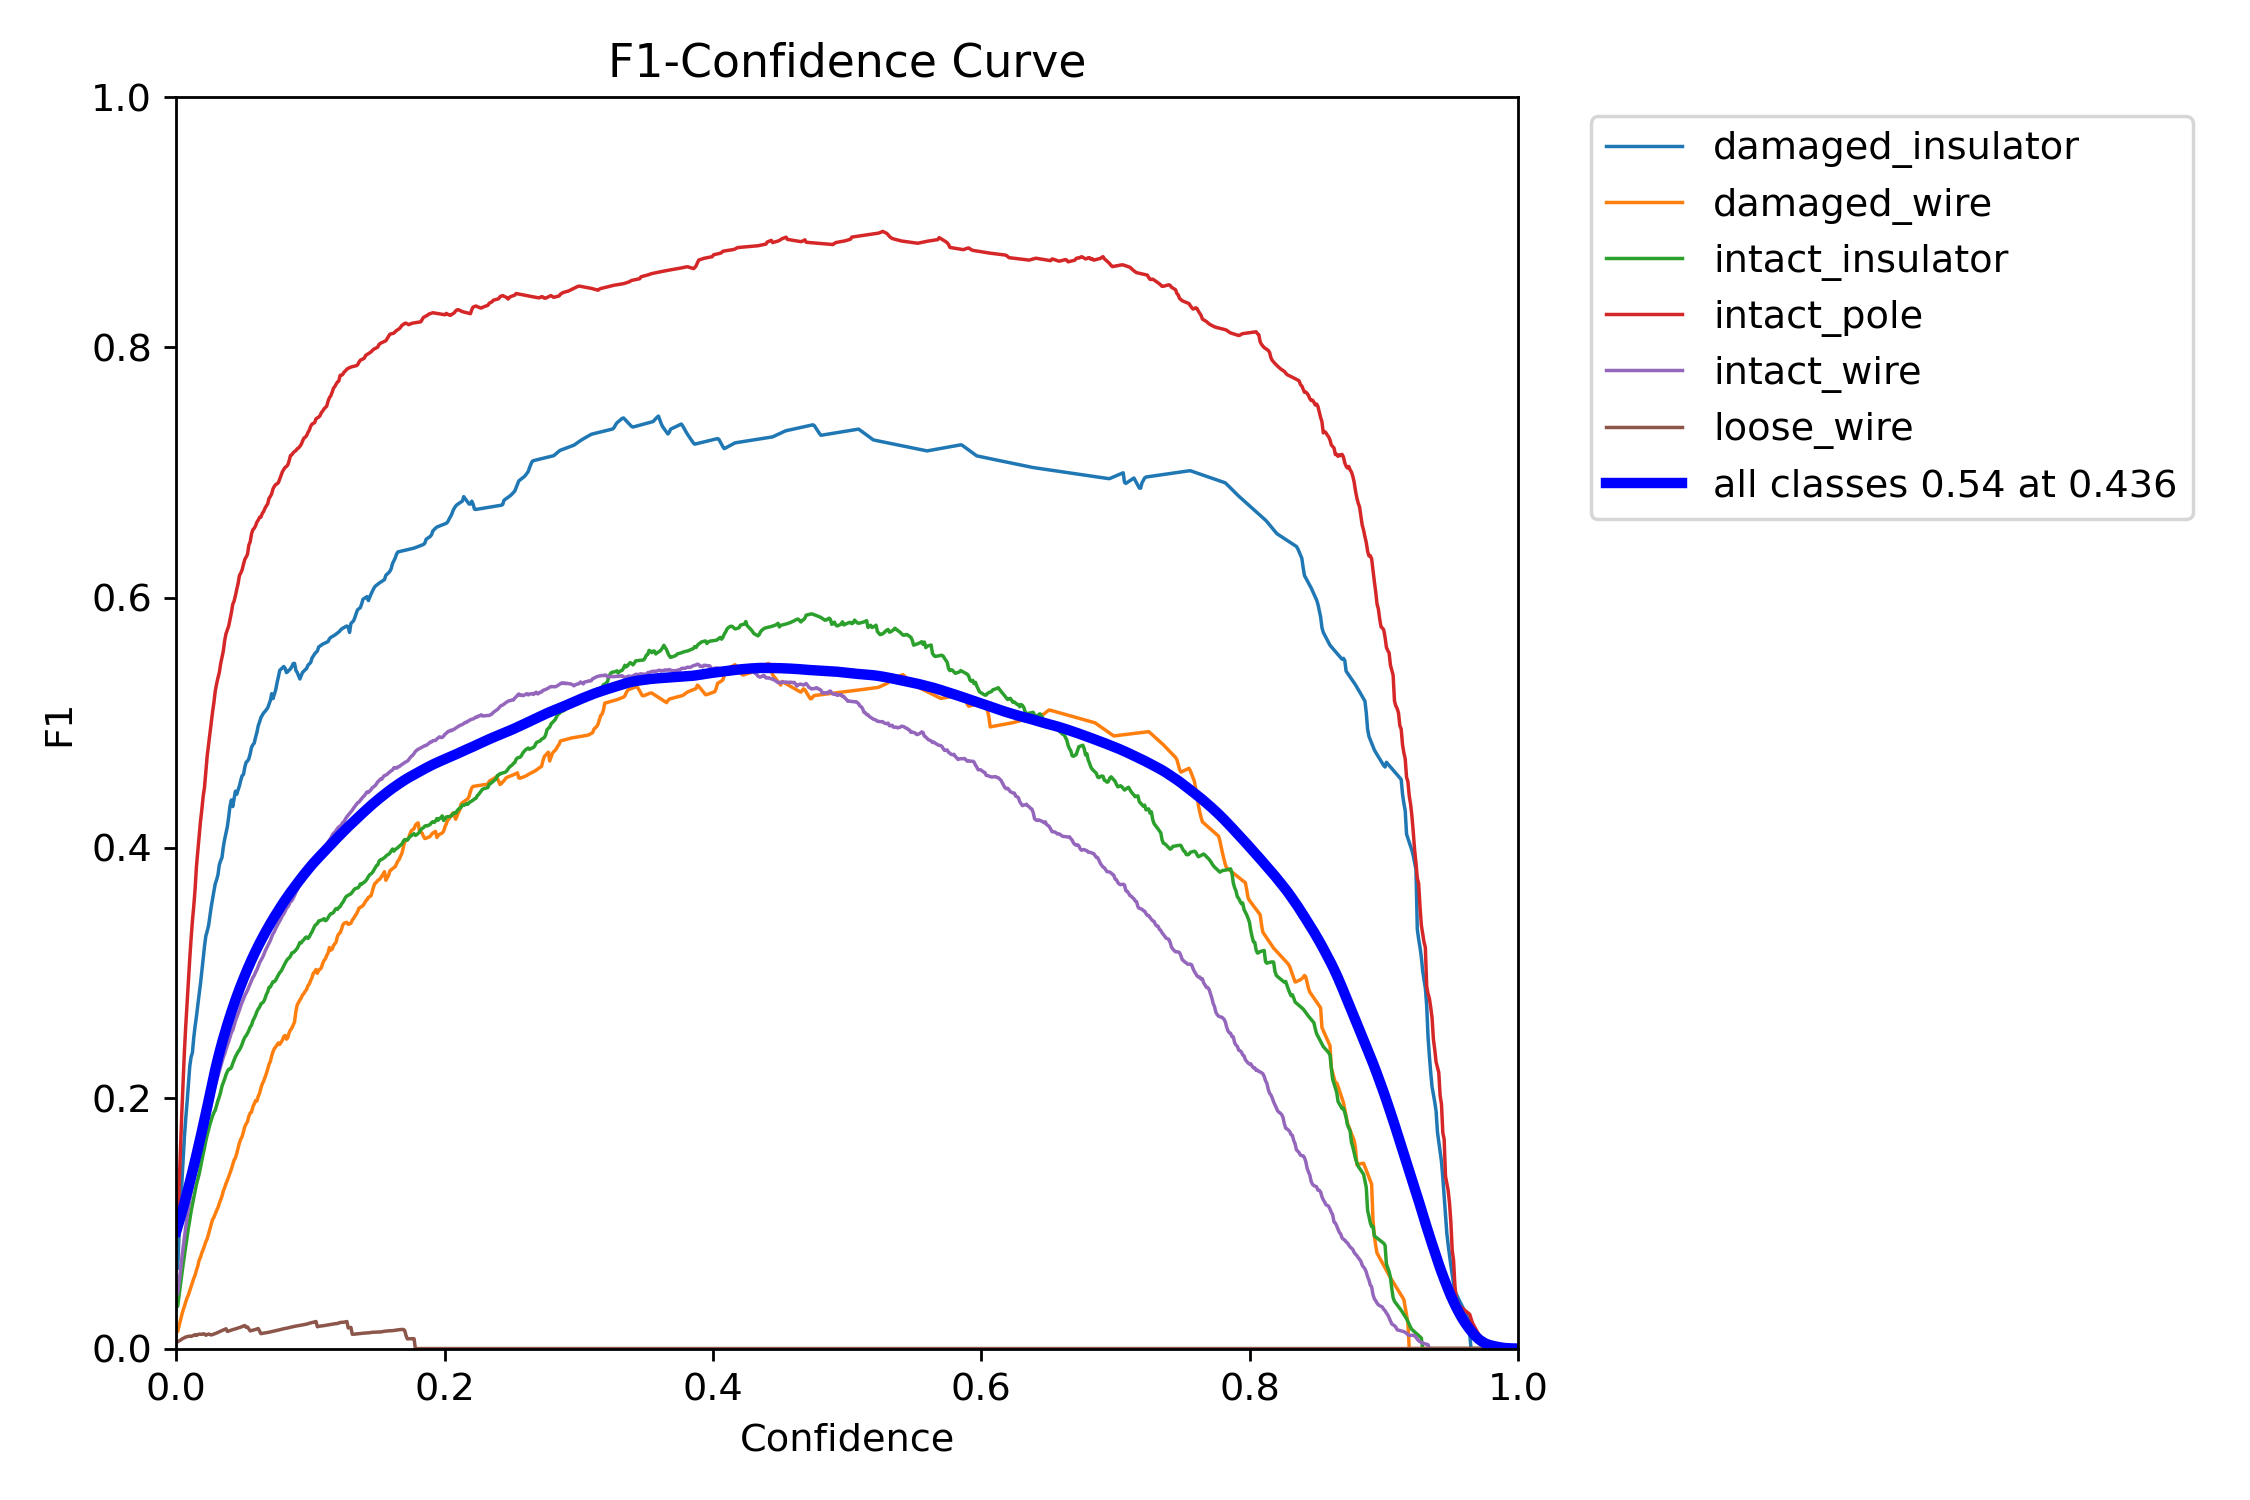 F1-Confidence Curve
1.0
0.8
0.6
0.4
0.2
0.0
F1
0.0 0.2 0.4 0.6 0.8 1.0
Confidence
damaged_insulator
damaged_wire
intact_insulator
intact_pole
intact_wire
loose_wire
all classes 0.54 at 0.436